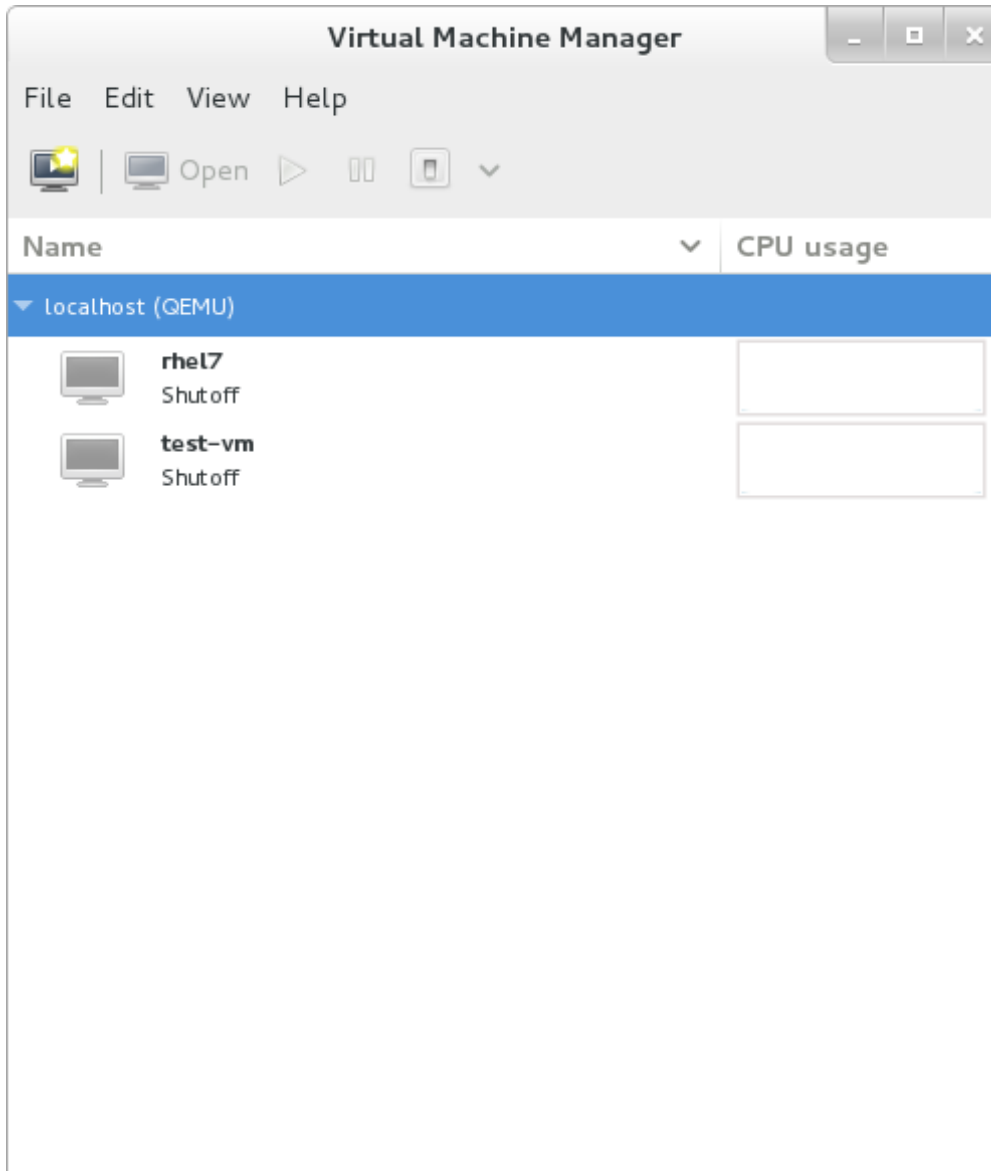 Virtual Machine Manager
File Edit View Help
Open
Name CPU usage
localhost (QEMU)
rhel7
Shutoff
test-vm
Shutoff